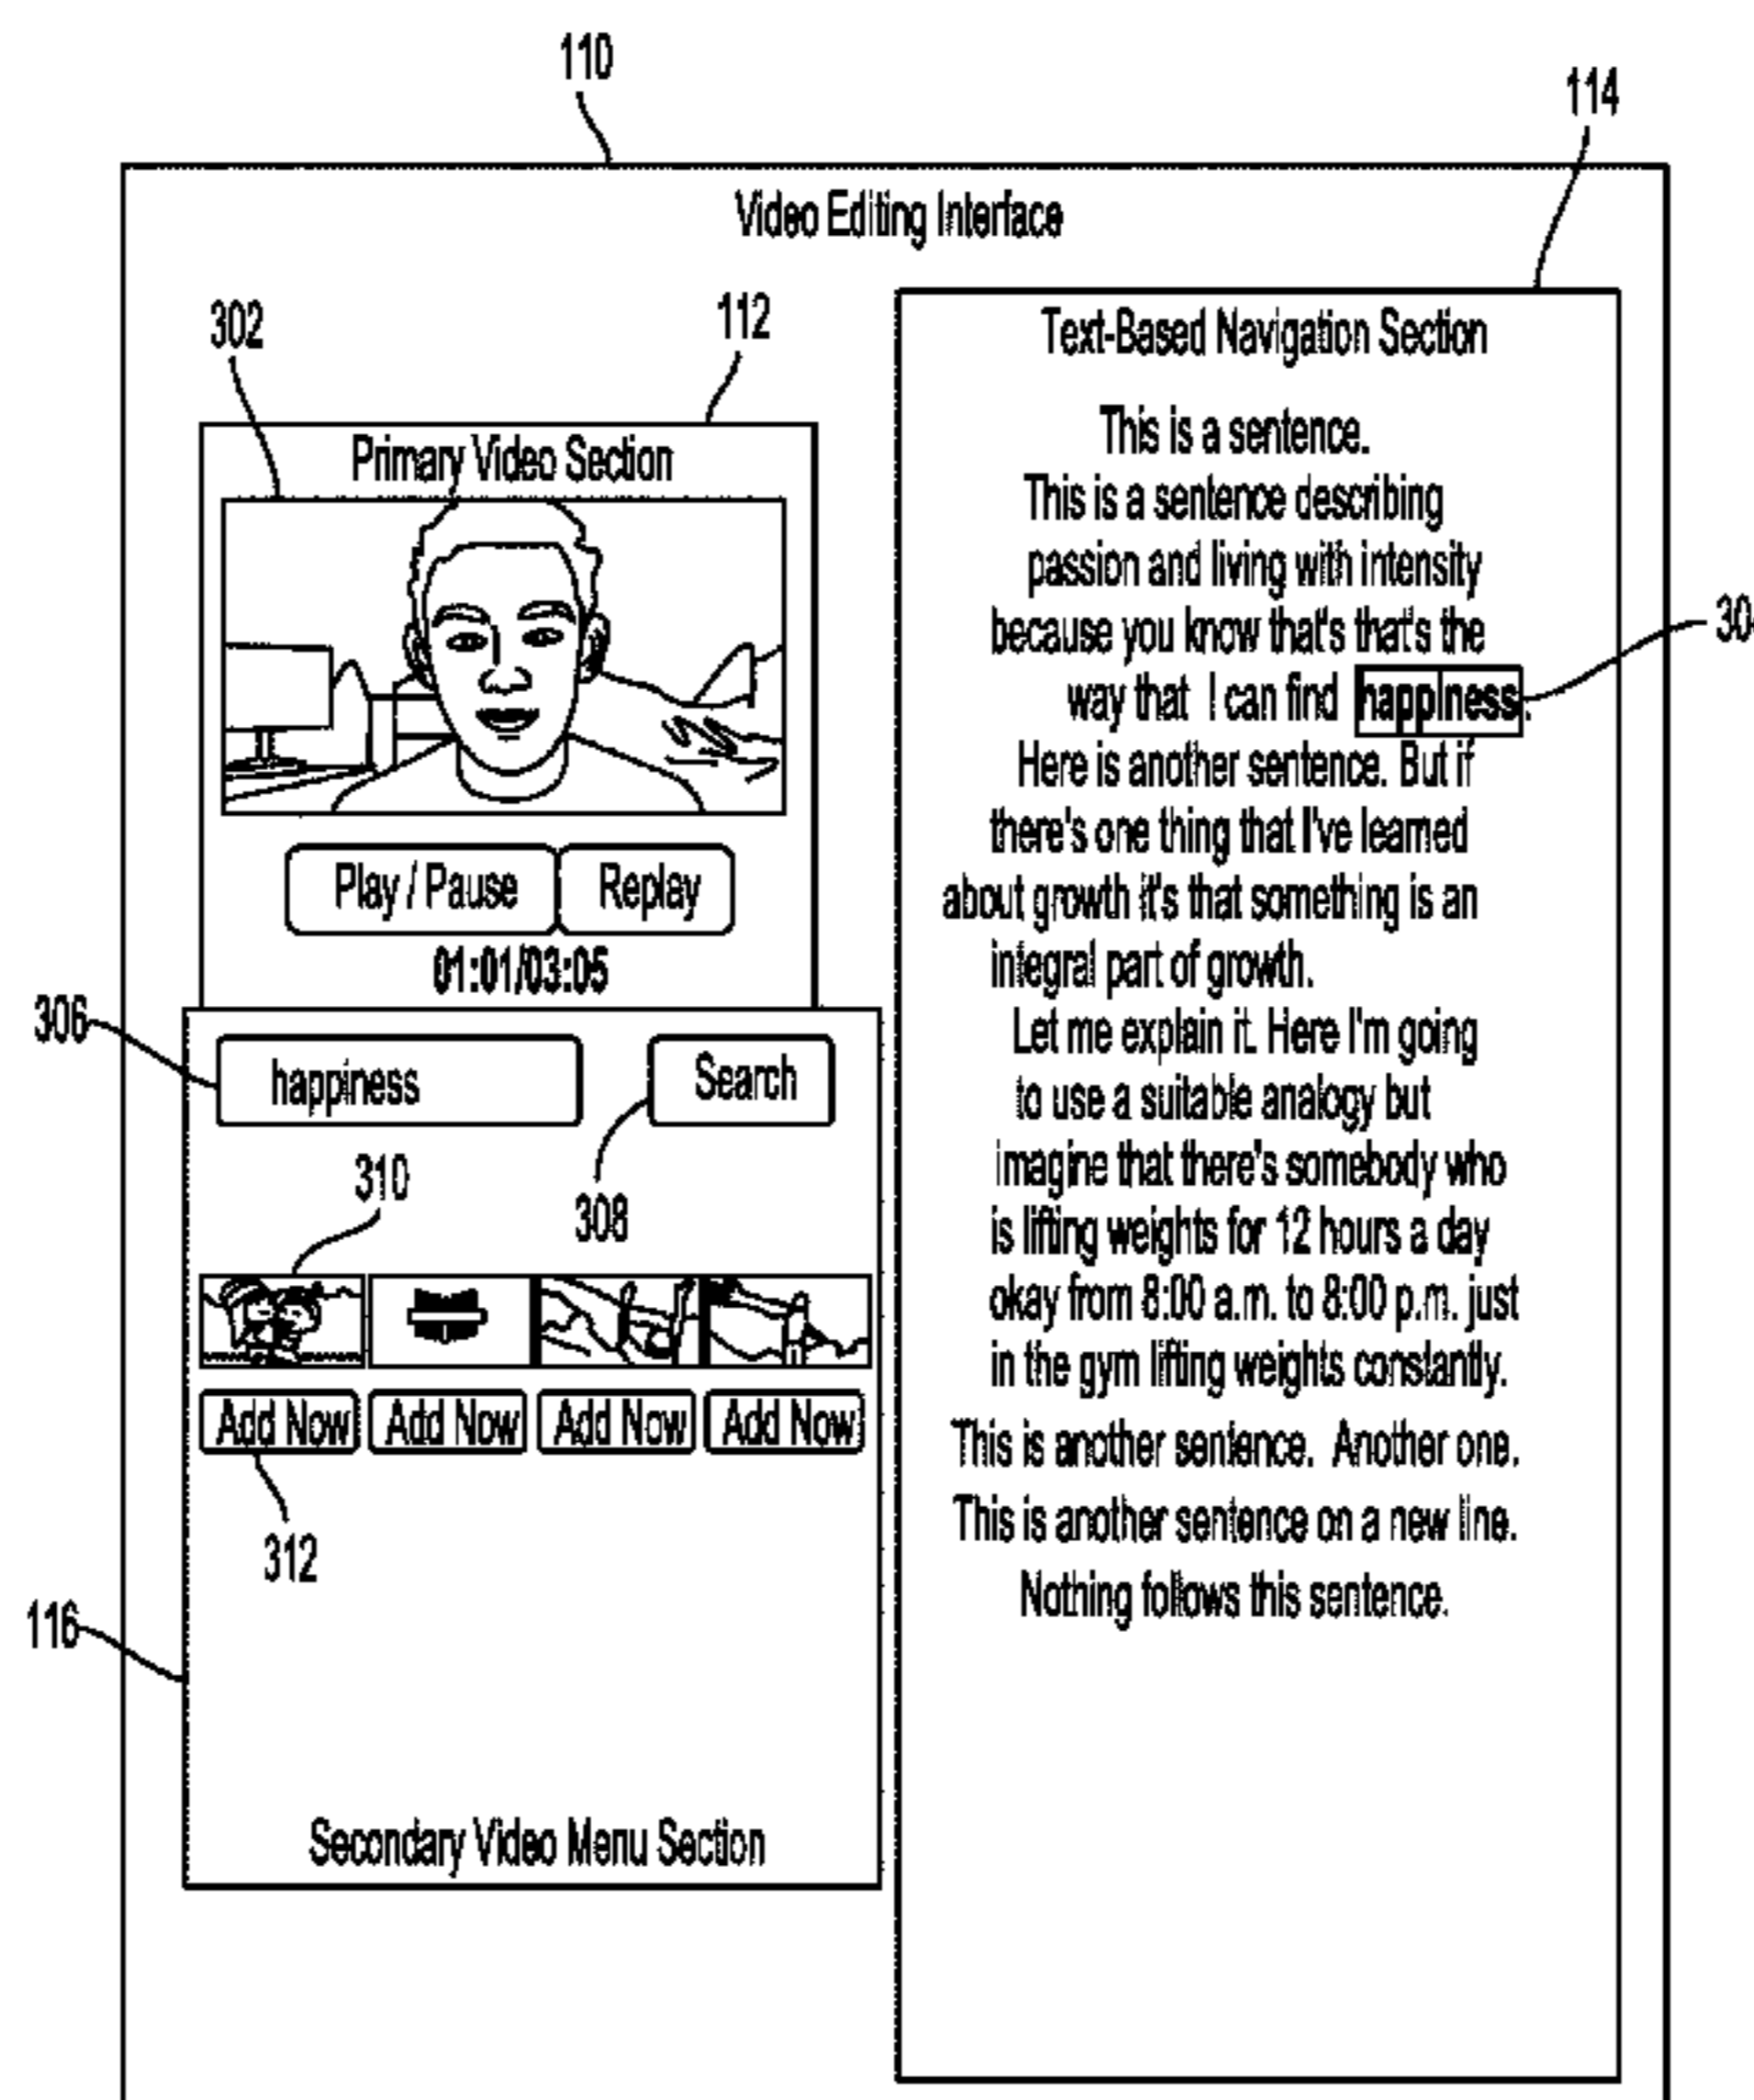 110
114
Video Editing Interface
302
112
Primary Video Section
Play / Pause
Replay
01:01/03:05
306
happiness
Search
308
310
Add Now
Add Now
Add Now
Add Now
312
116
Secondary Video Menu Section
Text-Based Navigation Section
This is a sentence.
This is a sentence describing
passion and living with intensity
because you know that's that's the
way that I can find happiness.
Here is another sentence. But if
there's one thing that I've learned
about growth it's that something is an
integral part of growth.
Let me explain it. Here I'm going
to use a suitable analogy but
imagine that there's somebody who
is lifting weights for 12 hours a day
okay from 8:00 a.m. to 8:00 p.m. just
in the gym lifting weights constantly.
This is another sentence. Another one.
This is another sentence on a new line.
Nothing follows this sentence.